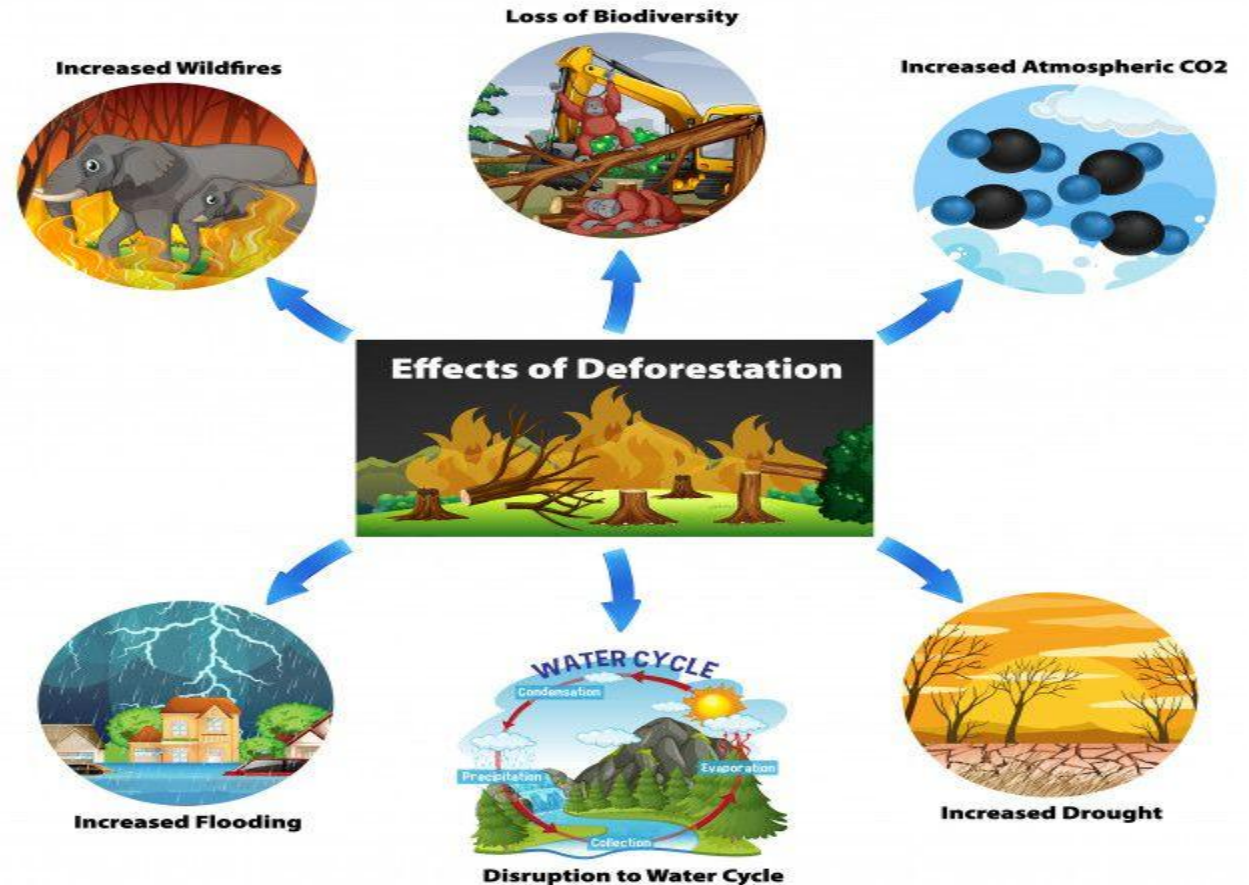 Loss of Biodiversity
Increased Wildfires
Increased Atmospheric CO2
Effects of Deforestation
WATER CYCLE
Condensation
Precipitation
Evaporation
Collection
Increased Flooding
Increased Drought
Disruption to Water Cycle